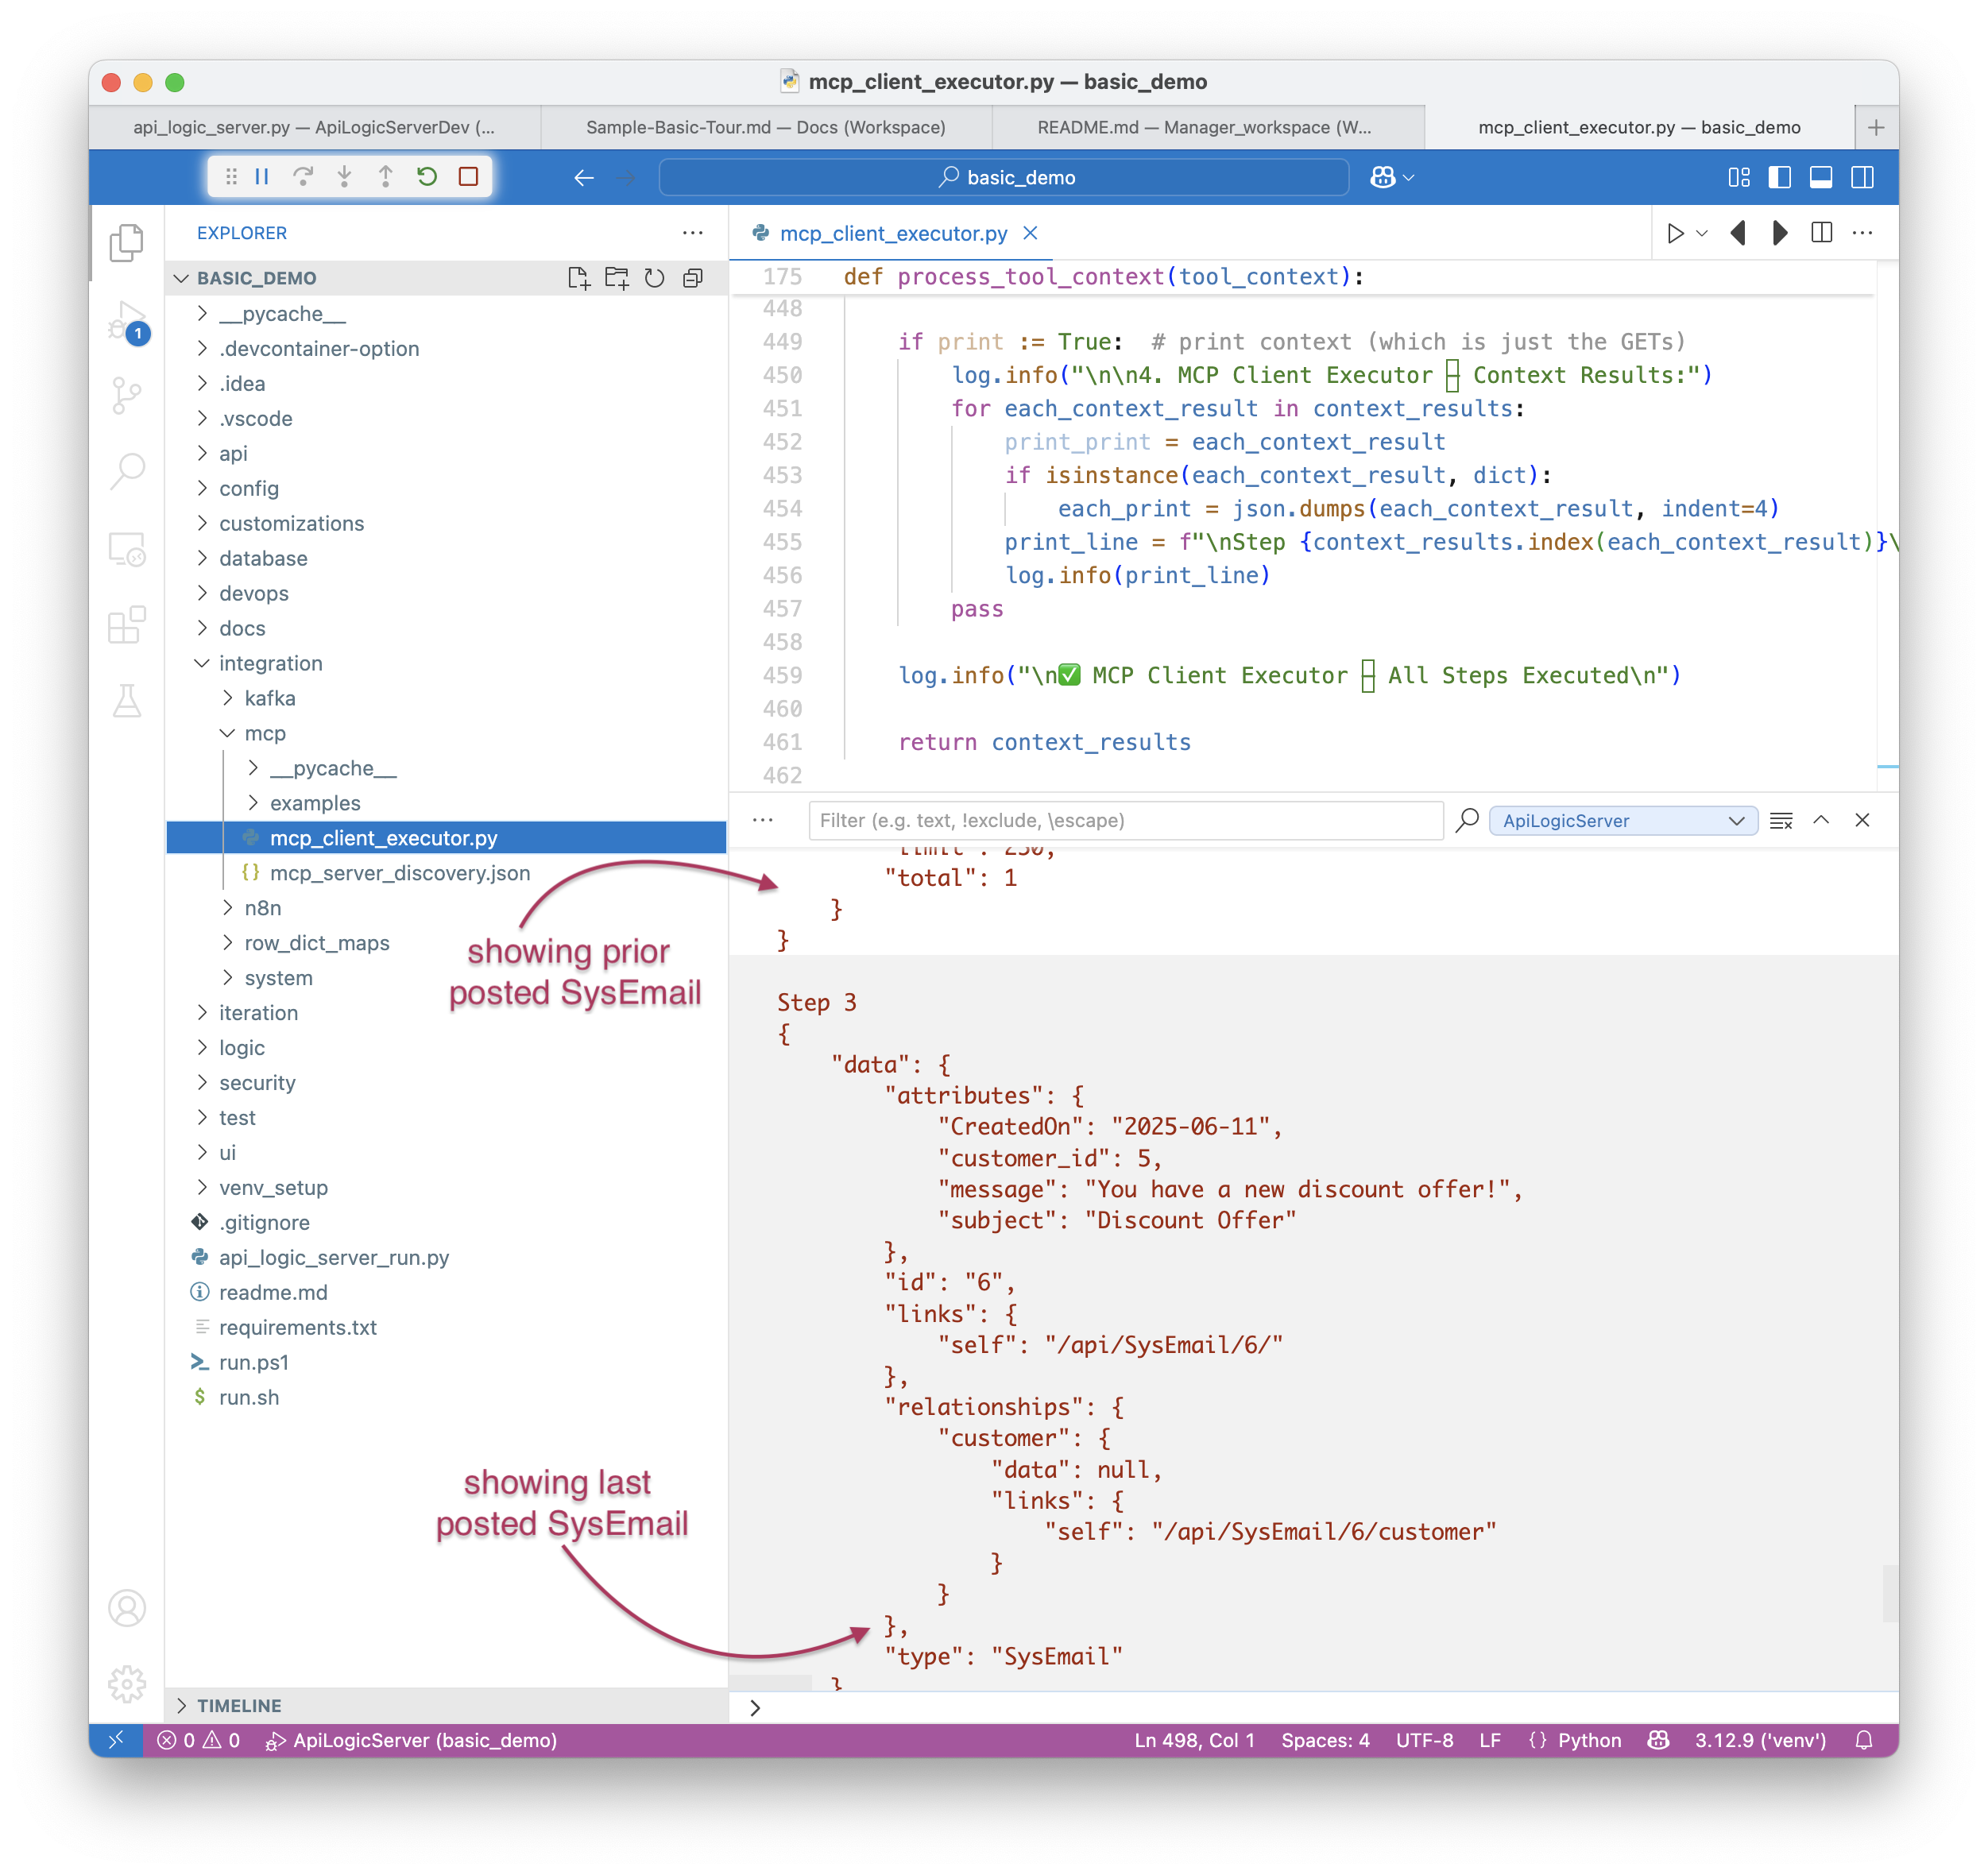 mcp_client_executor.py — basic_demo
api_logic_server.py — ApiLogicServerDev (...
Sample-Basic-Tour.md — Docs (Workspace)
README.md — Manager_workspace (W...
mcp_client_executor.py — basic_demo
basic_demo
EXPLORER
BASIC_DEMO
__pycache__
.devcontainer-option
.idea
.vscode
api
config
customizations
database
devops
docs
integration
kafka
mcp
__pycache__
examples
mcp_client_executor.py
mcp_server_discovery.json
n8n
row_dict_maps
system
iteration
logic
security
test
ui
venv_setup
.gitignore
api_logic_server_run.py
readme.md
requirements.txt
run.ps1
run.sh
TIMELINE
1
showing prior
posted SysEmail
showing last
posted SysEmail
mcp_client_executor.py
175 def process_tool_context(tool_context):
448
449 if print := True:  # print context (which is just the GETs)
450 log.info("\n\n4. MCP Client Executor – Context Results:")
451 for each_context_result in context_results:
452 print_print = each_context_result
453 if isinstance(each_context_result, dict):
454 each_print = json.dumps(each_context_result, indent=4)
455 print_line = f"\nStep {context_results.index(each_context_result)}\
456 log.info(print_line)
457 pass
458
459 log.info("\n✅ MCP Client Executor – All Steps Executed\n")
460
461 return context_results
462
Filter (e.g. text, !exclude, \escape)
ApiLogicServer
"limit": 250,
"total": 1
}
}
Step 3
{
"data": {
"attributes": {
"CreatedOn": "2025-06-11",
"customer_id": 5,
"message": "You have a new discount offer!",
"subject": "Discount Offer"
},
"id": "6",
"links": {
"self": "/api/SysEmail/6/"
},
"relationships": {
"customer": {
"data": null,
"links": {
"self": "/api/SysEmail/6/customer"
}
}
},
"type": "SysEmail"
}
0 0
ApiLogicServer (basic_demo)
Ln 498, Col 1
Spaces: 4
UTF-8
LF
{} Python
3.12.9 ('venv')